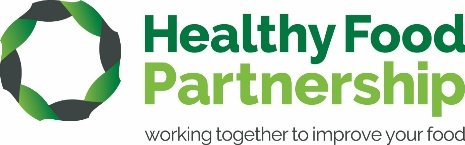 Healthy Food
Partnership
working together to improve your food